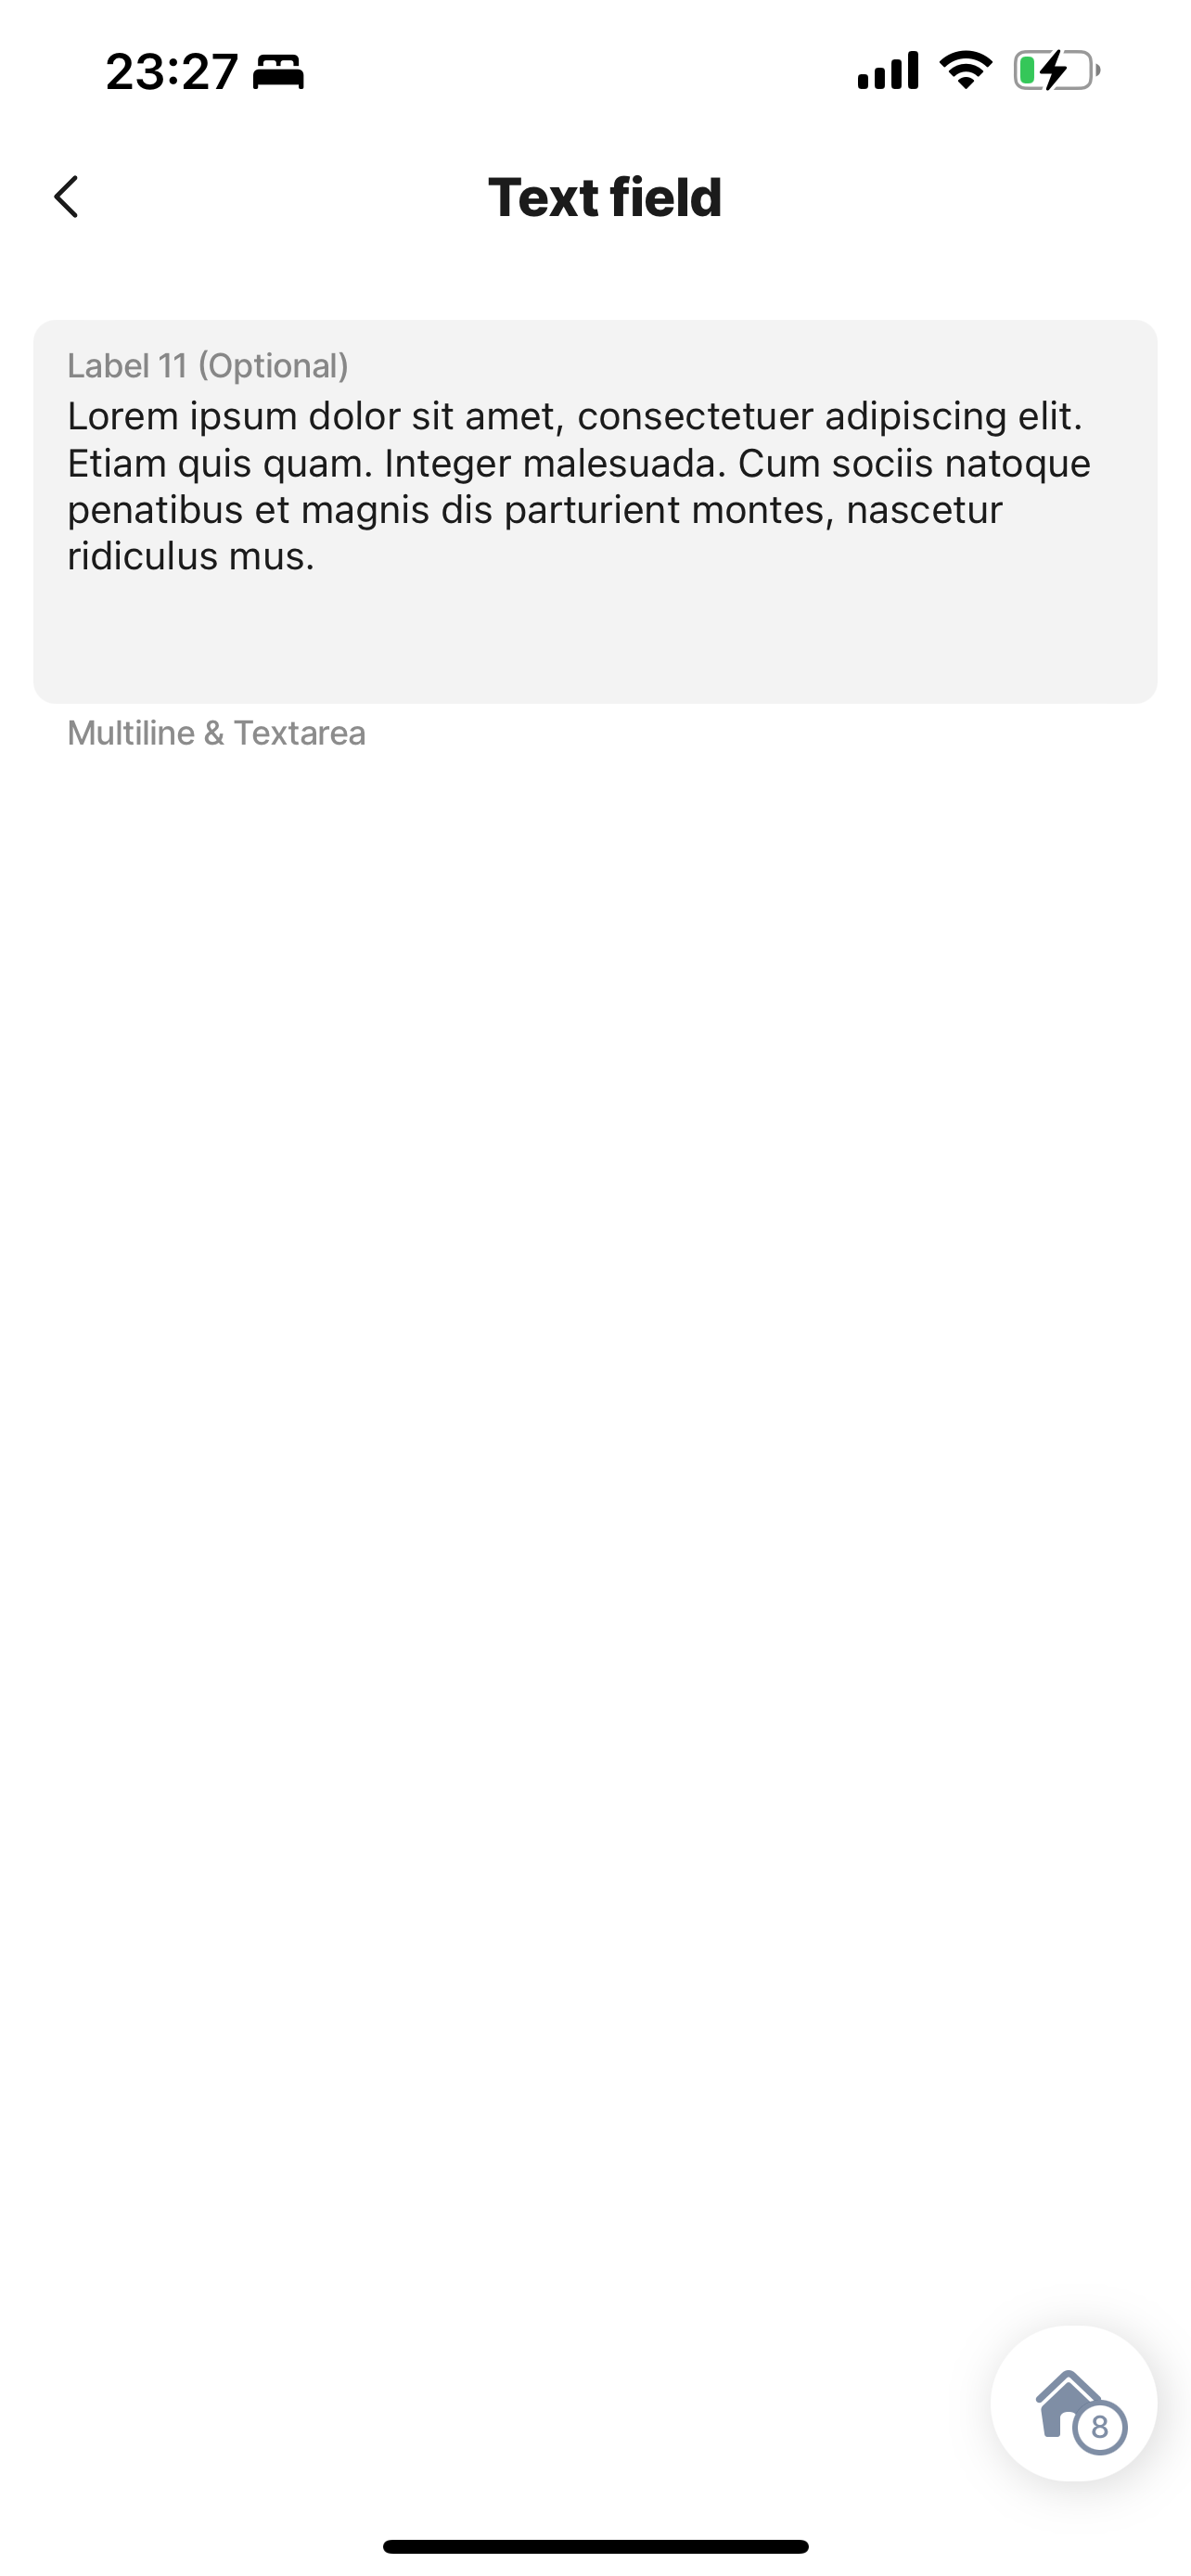 23:27
Text field
Label 11 (Optional)
Lorem ipsum dolor sit amet, consectetuer adipiscing elit.
Etiam quis quam. Integer malesuada. Cum sociis natoque
penatibus et magnis dis parturient montes, nascetur
ridiculus mus.
Multiline & Textarea
8